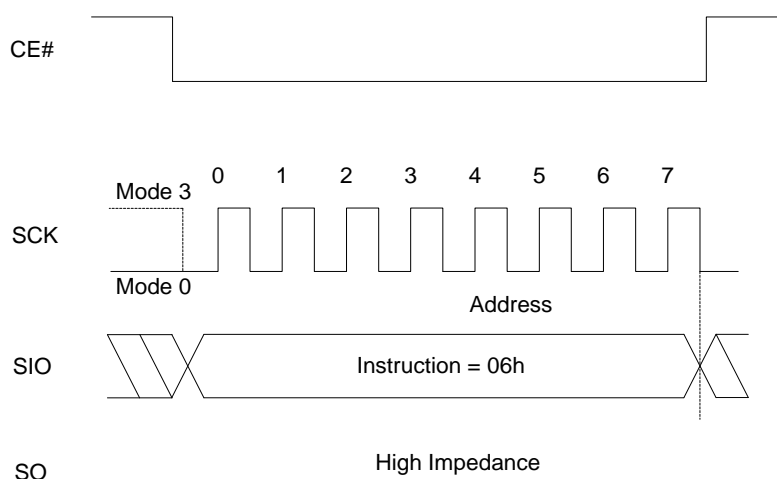 CE#
0 1 2 3 4 5 6 7
Mode 3
SCK
Mode 0
Address
SIO
Instruction = 06h
High Impedance
SO